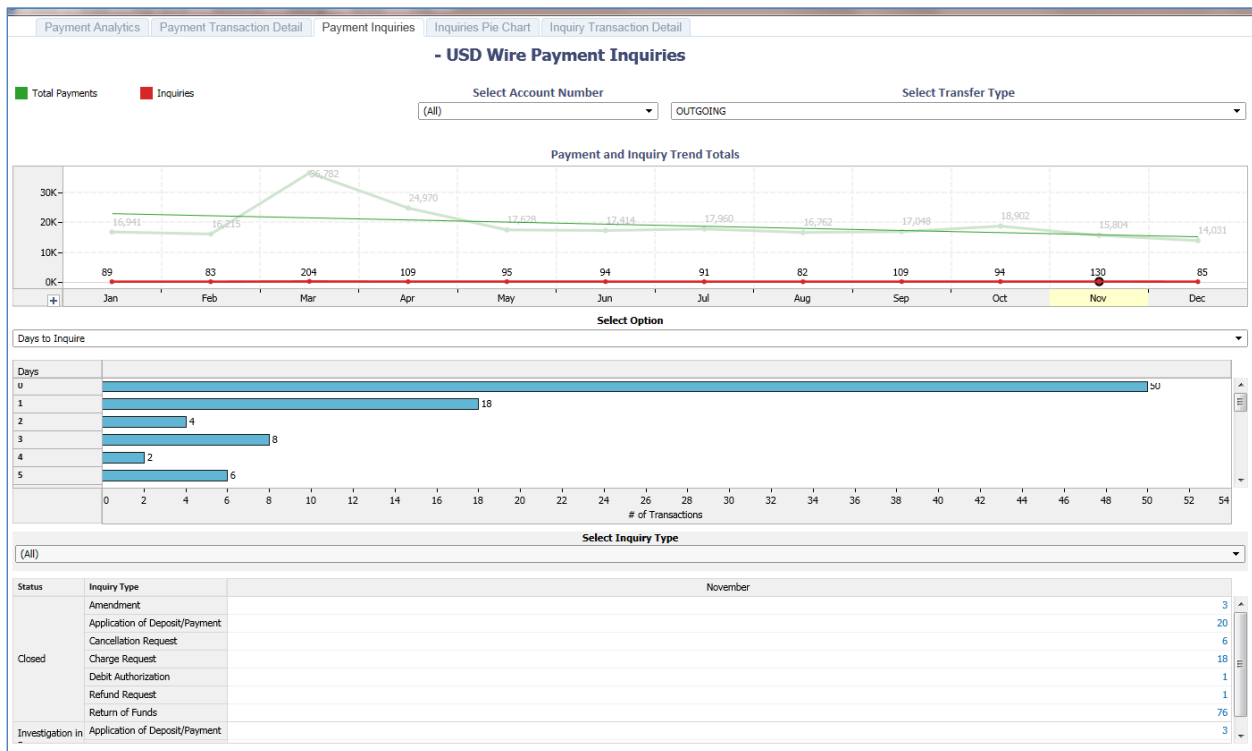 Payment Analytics Payment Transaction Detail Payment Inquiries Inquiries Pie Chart Inquiry Transaction Detail
- USD Wire Payment Inquiries
Total Payments Inquiries Select Account Number Select Transfer Type
(All) OUTGOING
Payment and Inquiry Trend Totals
30K
20K
10K
0K
16,941 16,215 36,782 24,970 17,628 17,414 17,960 16,762 17,048 18,902 15,804 14,031
89 83 204 109 95 94 91 82 109 94 130 85
Jan Feb Mar Apr May Jun Jul Aug Sep Oct Nov Dec
Select Option
Days to Inquire
Days
0 50
1 18
2 4
3 8
4 2
5 6
0 2 4 6 8 10 12 14 16 18 20 22 24 26 28 30 32 34 36 38 40 42 44 46 48 50 52 54
# of Transactions
Select Inquiry Type
(All)
Status Inquiry Type November
Amendment 3
Application of Deposit/Payment 20
Cancellation Request 6
Closed Charge Request 18
Debit Authorization 1
Refund Request 1
Return of Funds 76
Investigation in Application of Deposit/Payment 3